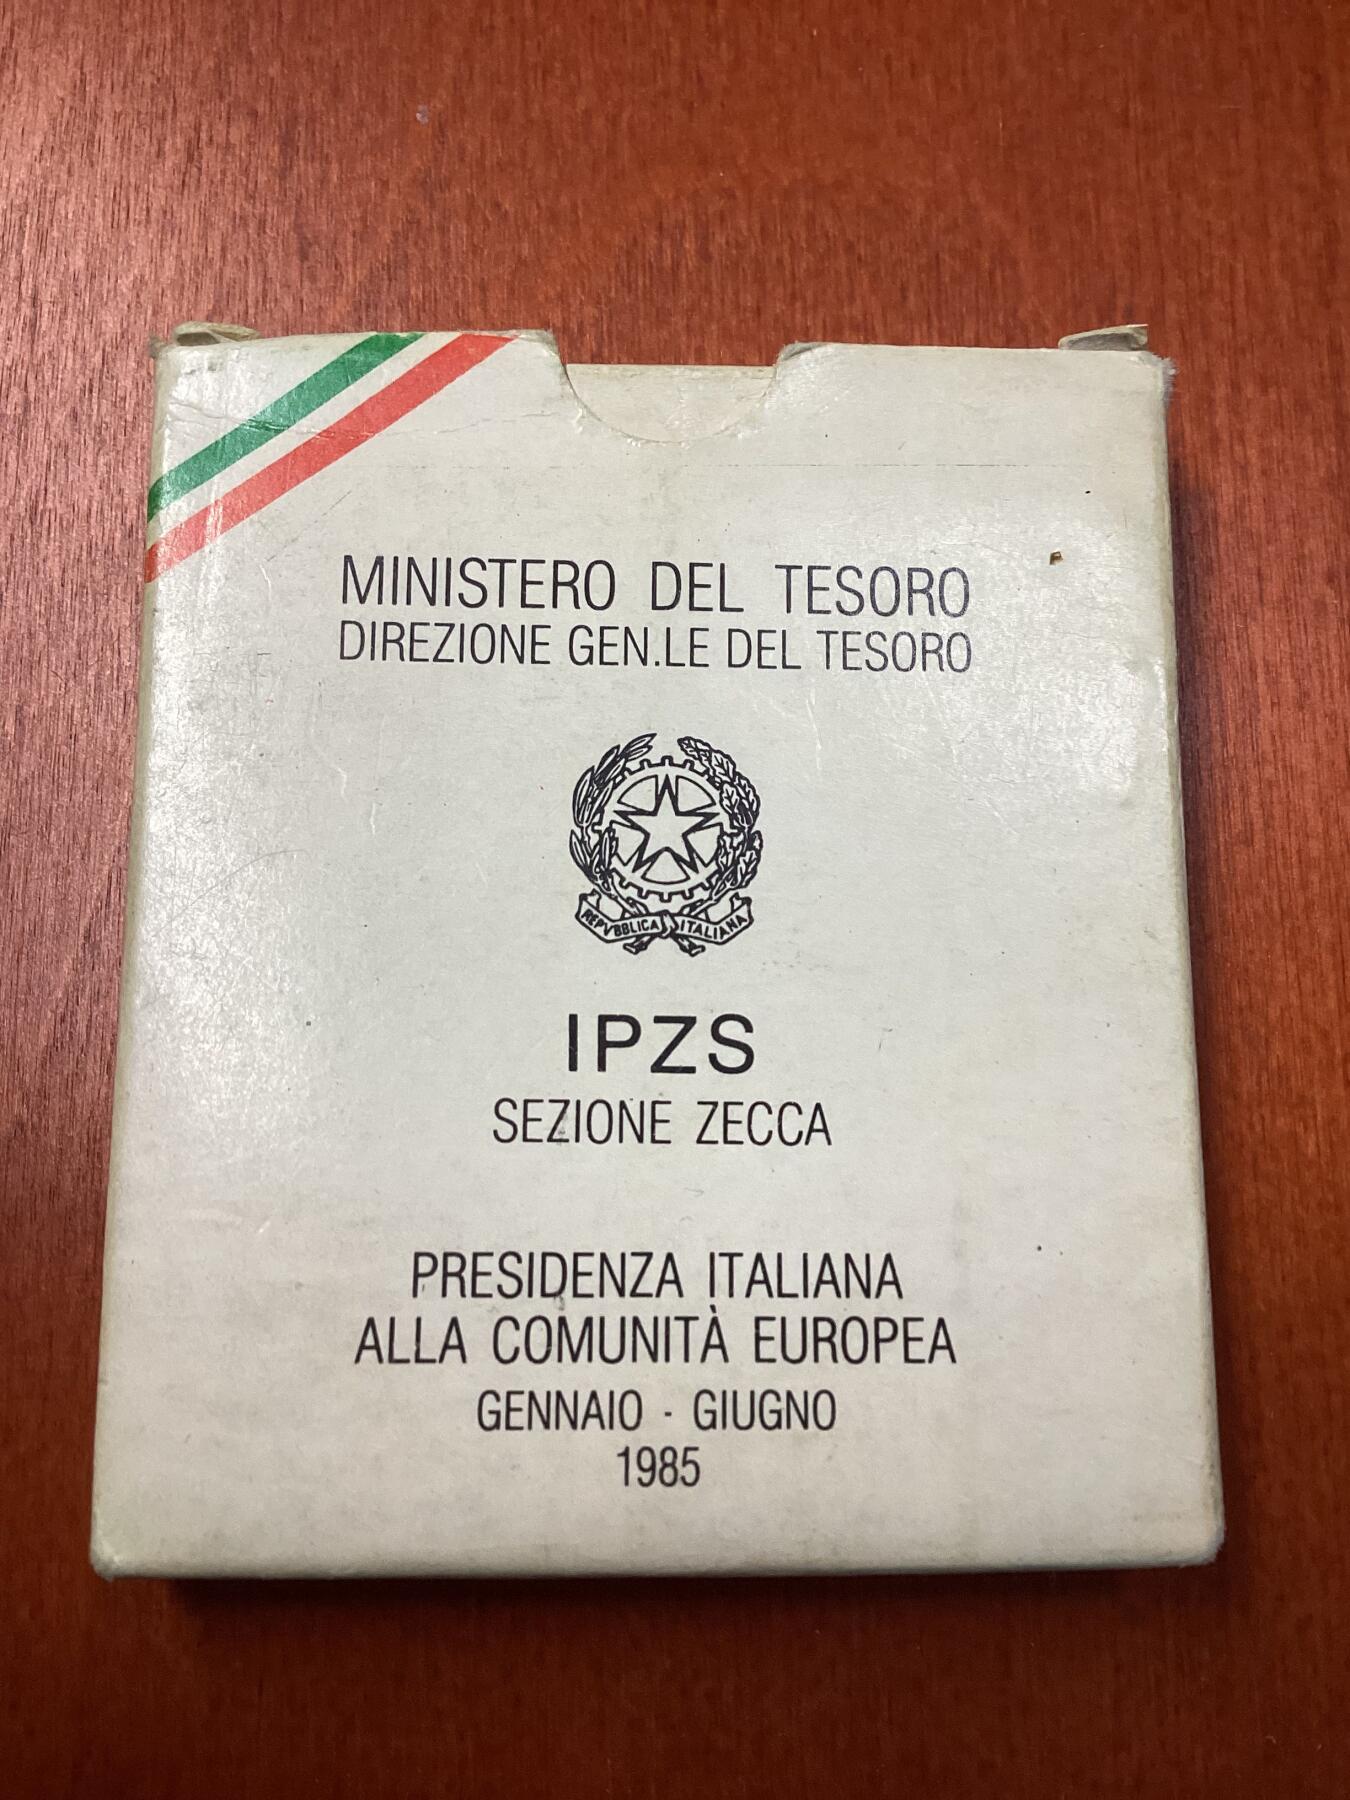 MINISTERO DEL TESORO
DIREZIONE GEN.LE DEL TESORO
REPVBBLICA ITALIANA
IPZS
SEZIONE ZECCA
PRESIDENZA ITALIANA
ALLA COMUNITÀ EUROPEA
GENNAIO - GIUGNO
1985